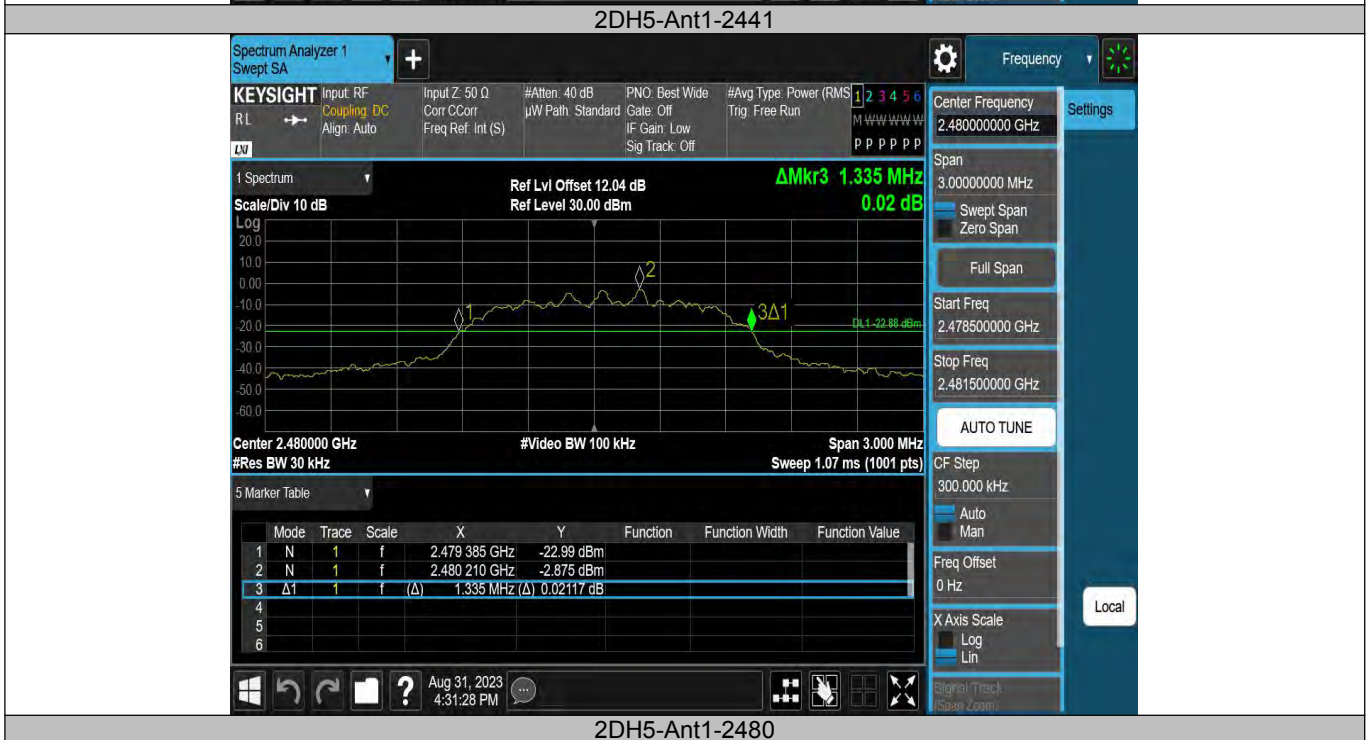 2DH5-Ant1-2441
Spectrum Analyzer 1
Swept SA
+
Frequency
KEYSIGHT
RL
LXI
Input: RF
Coupling: DC
Align: Auto
Input Z: 50 Ω
Corr CCorr
Freq Ref: Int (S)
#Atten: 40 dB
µW Path: Standard
PNO: Best Wide
Gate: Off
IF Gain: Low
Sig Track: Off
#Avg Type: Power (RMS
Trig: Free Run
1 2 3 4 5 6
M W W W W W
P P P P P P
Center Frequency
2.480000000 GHz
Settings
Span
3.00000000 MHz
Swept Span
Zero Span
Full Span
Start Freq
2.478500000 GHz
Stop Freq
2.481500000 GHz
AUTO TUNE
CF Step
300.000 kHz
Auto
Man
Freq Offset
0 Hz
X Axis Scale
Log
Lin
Signal Track
(Span Zoom)
Local
1 Spectrum
Scale/Div 10 dB
Ref Lvl Offset 12.04 dB
Ref Level 30.00 dBm
ΔMkr3 1.335 MHz
0.02 dB
Log
20.0
10.0
0.00
-10.0
-20.0
-30.0
-40.0
-50.0
-60.0
1
2
3Δ1
DL1 -22.88 dBm
Center 2.480000 GHz
#Video BW 100 kHz
Span 3.000 MHz
#Res BW 30 kHz
Sweep 1.07 ms (1001 pts)
5 Marker Table
Mode Trace Scale X Y Function Function Width Function Value
1 N 1 f 2.479 385 GHz -22.99 dBm
2 N 1 f 2.480 210 GHz -2.875 dBm
3 Δ1 1 f (Δ) 1.335 MHz (Δ) 0.02117 dB
4
5
6
?
Aug 31, 2023
4:31:28 PM
2DH5-Ant1-2480